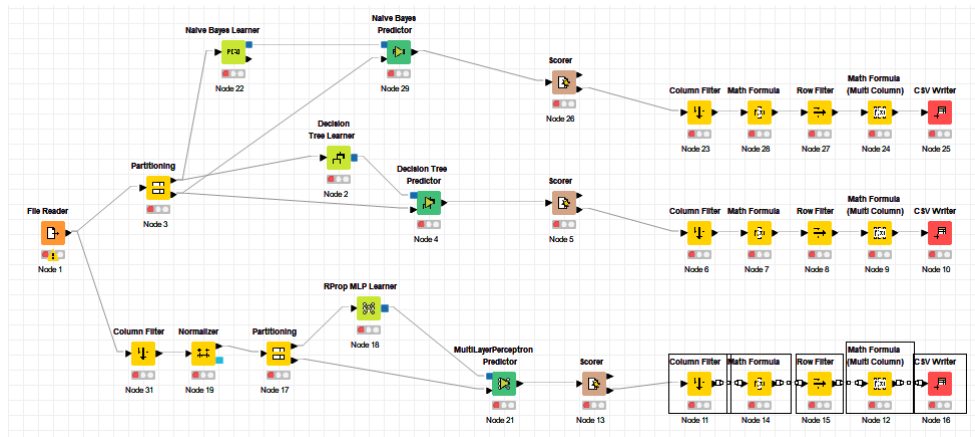 Naive Bayes Learner
Node 22
Naive Bayes
Predictor
Node 29
Scorer
Node 26
Column Filter
Node 23
Math Formula
Node 28
Row Filter
Node 27
Math Formula
(Multi Column)
Node 24
CSV Writer
Node 25
Decision
Tree Learner
Node 2
Partitioning
Node 3
Decision Tree
Predictor
Node 4
Scorer
Node 5
Column Filter
Node 6
Math Formula
Node 7
Row Filter
Node 8
Math Formula
(Multi Column)
Node 9
CSV Writer
Node 10
File Reader
Node 1
RProp MLP Learner
Node 18
Column Filter
Node 31
Normalizer
Node 19
Partitioning
Node 17
MultiLayerPerceptron
Predictor
Node 21
Scorer
Node 13
Column Filter
Node 11
Math Formula
Node 14
Row Filter
Node 15
Math Formula
(Multi Column)
Node 12
CSV Writer
Node 16